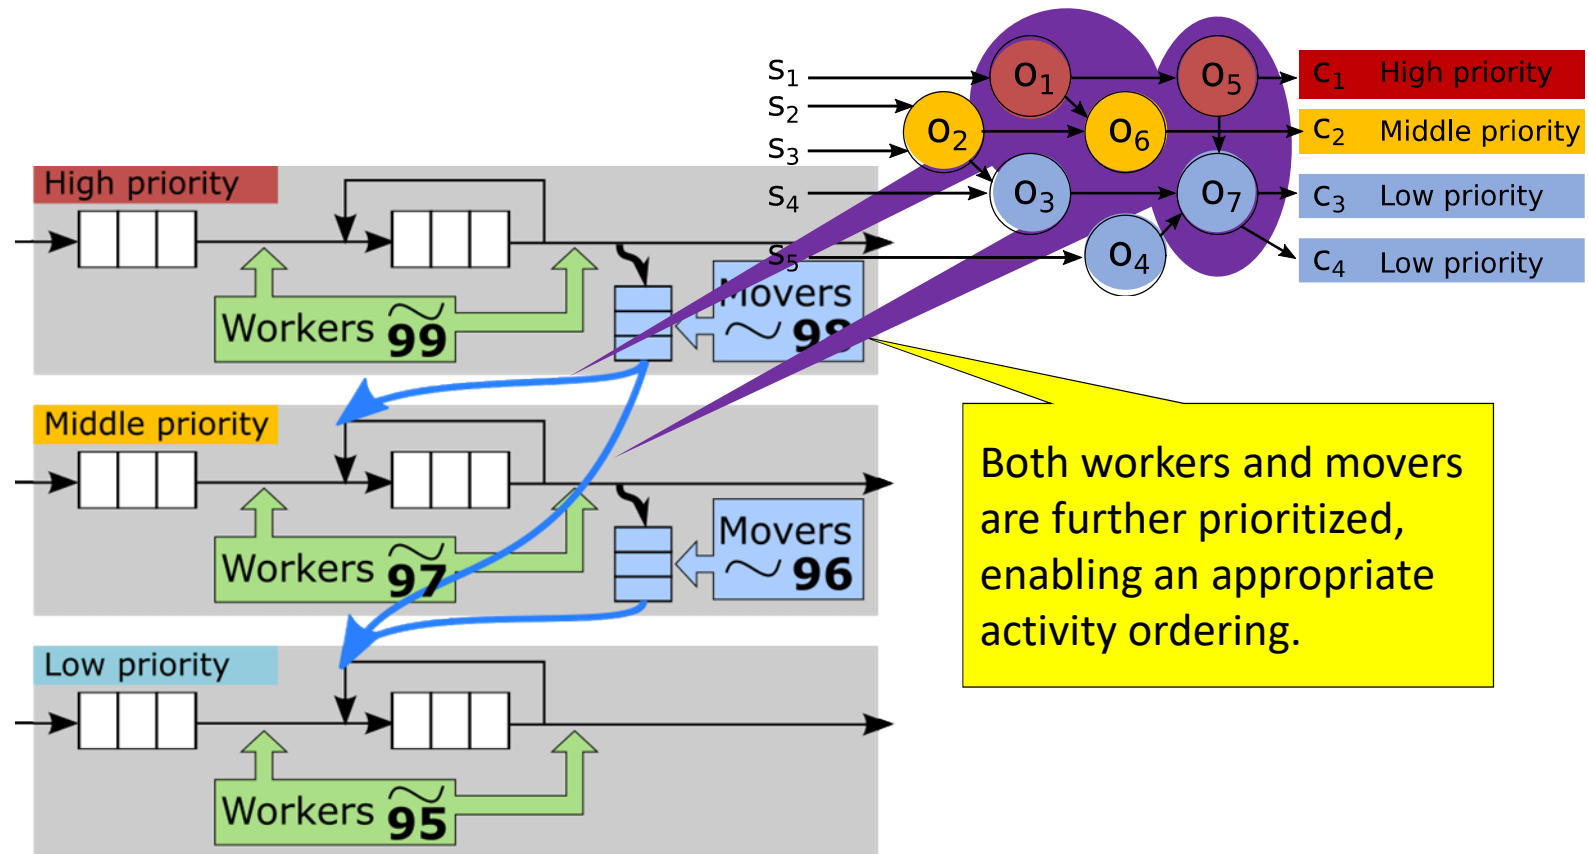 s1
s2
s3
s4
s5
o1
o5
o2
o6
o3
o7
o4
c1 High priority
c2 Middle priority
c3 Low priority
c4 Low priority
High priority
Workers 99
Movers
~ 98
Middle priority
Workers 97
Movers
~ 96
Low priority
Workers 95
Both workers and movers
are further prioritized,
enabling an appropriate
activity ordering.